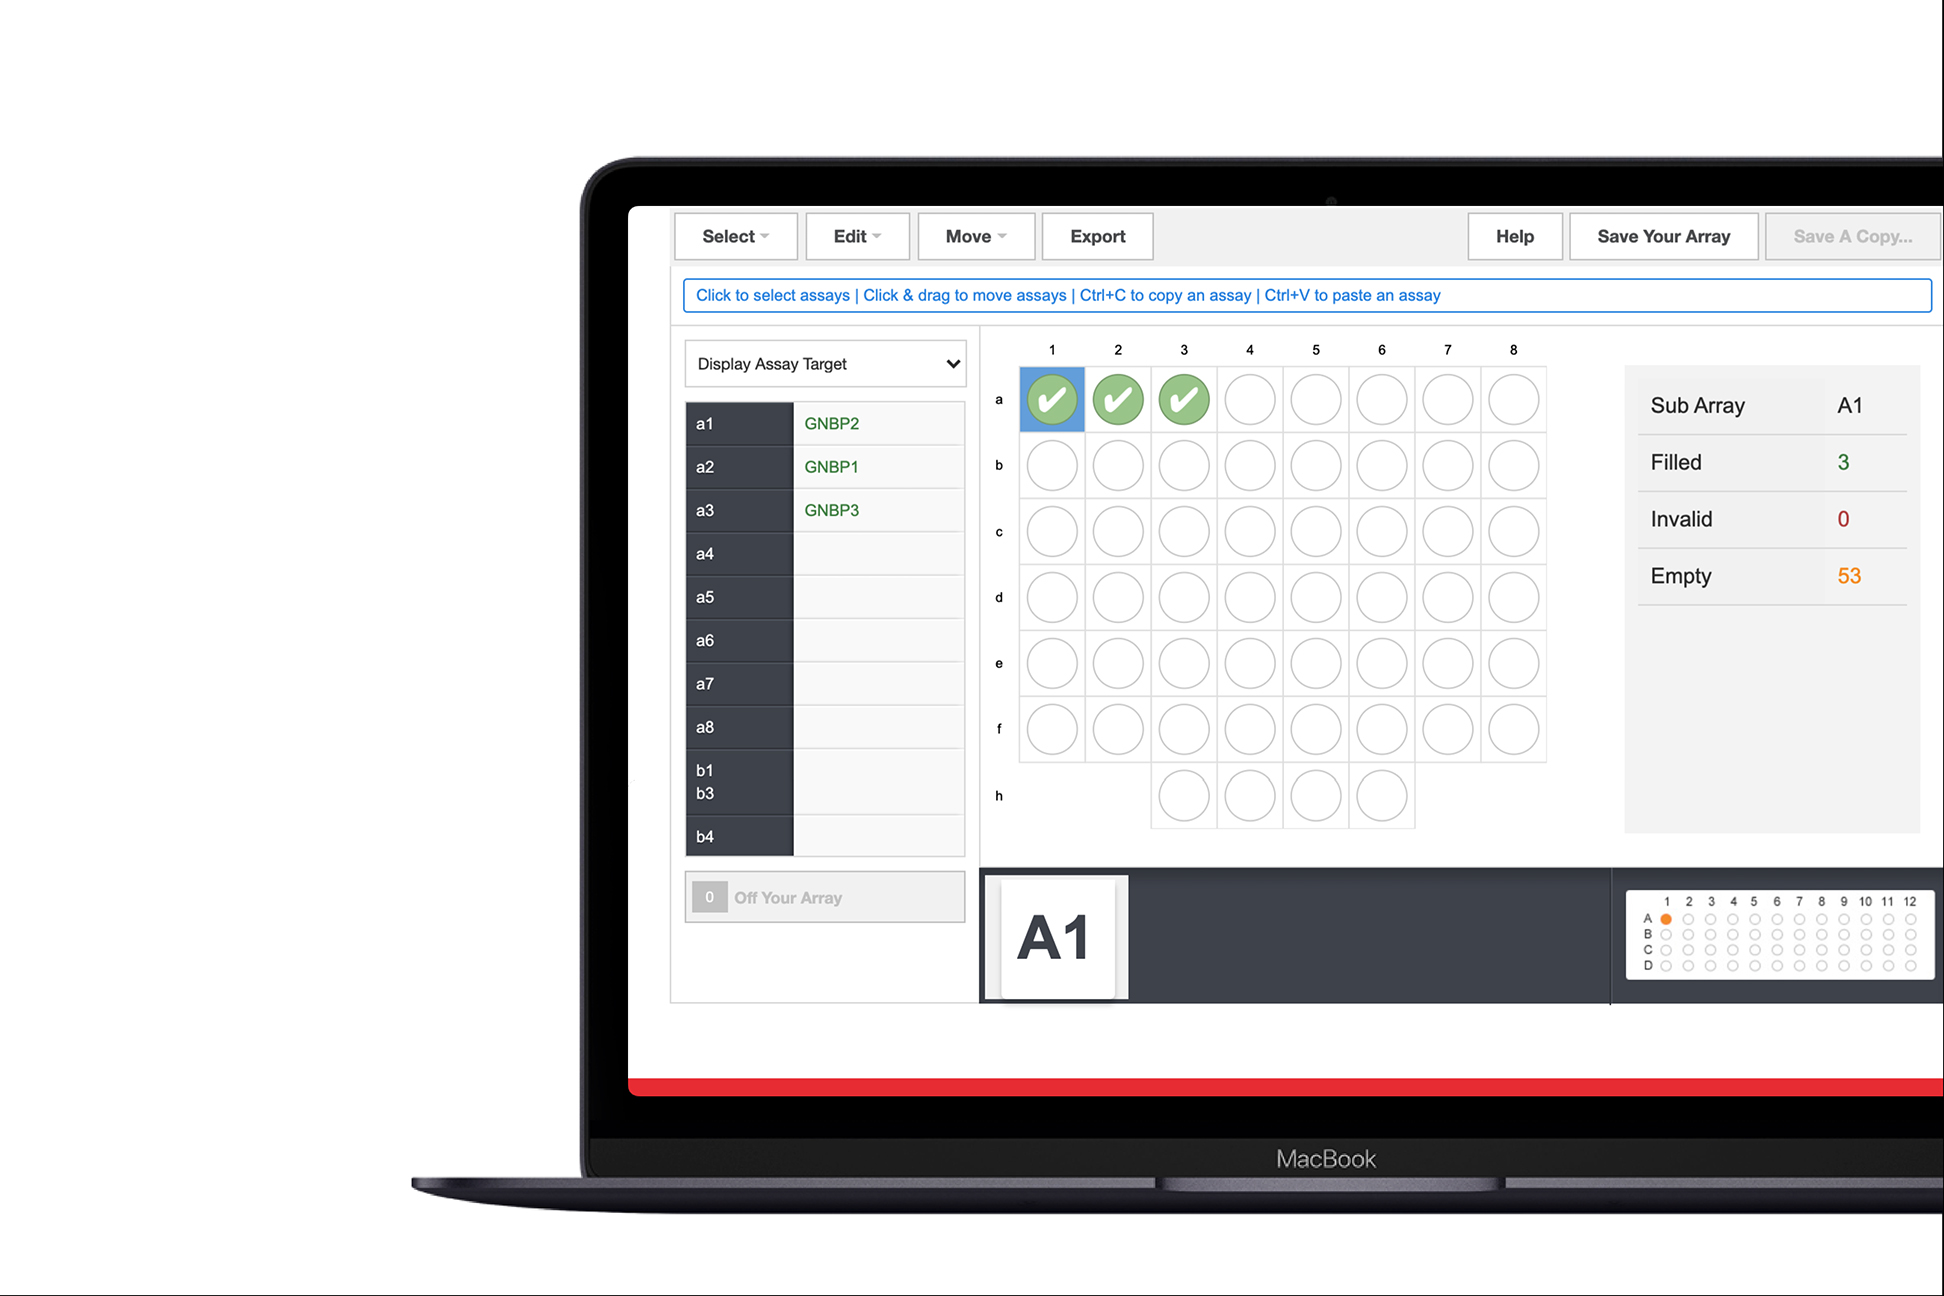 Select Edit Move Export Help Save Your Array Save A Copy...
Click to select assays | Click & drag to move assays | Ctrl+C to copy an assay | Ctrl+V to paste an assay
Display Assay Target
a1 GNBP2
a2 GNBP1
a3 GNBP3
a4
a5
a6
a7
a8
b1
b3
b4
0 Off Your Array
1 2 3 4 5 6 7 8
a
b
c
d
e
f
h
Sub Array A1
Filled 3
Invalid 0
Empty 53
A1
1 2 3 4 5 6 7 8 9 10 11 12
A
B
C
D
MacBook